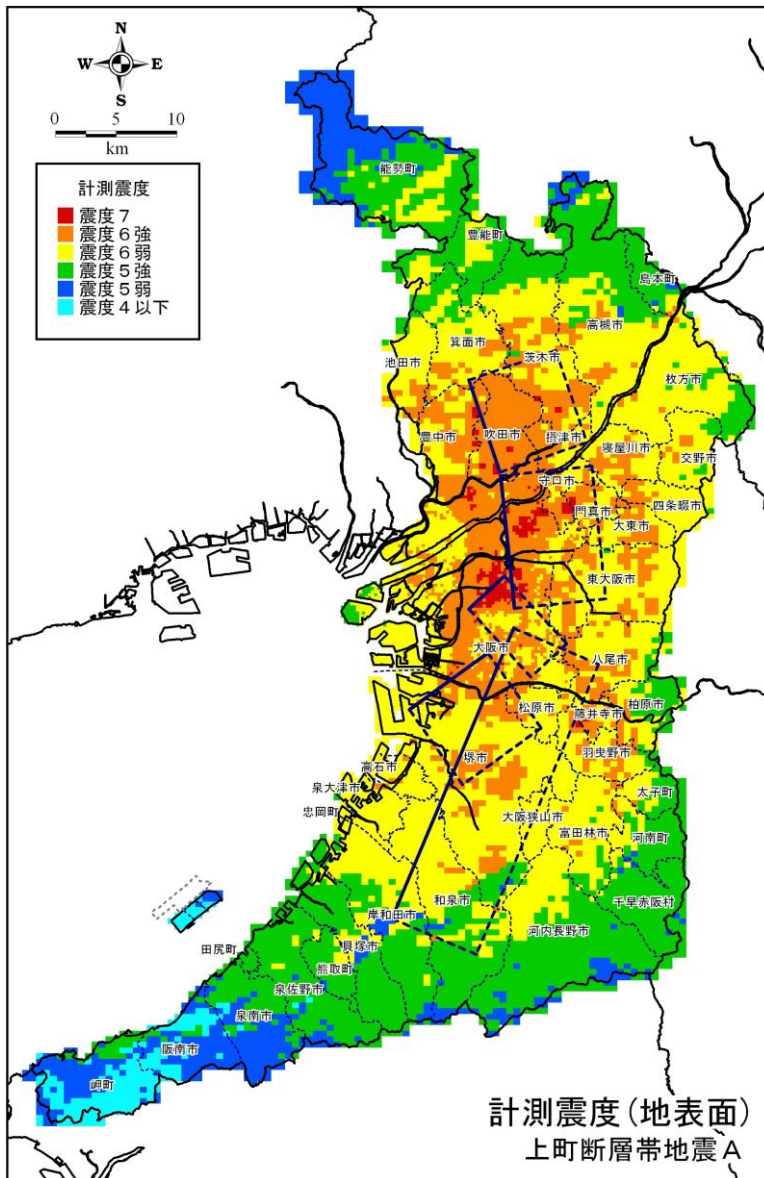 N
W
E
S
0 5 10
km
計測震度
震度７
震度６強
震度６弱
震度５強
震度５弱
震度４以下
能勢町
豊能町
島本町
高槻市
茨木市
箕面市
池田市
枚方市
豊中市
吹田市
摂津市
寝屋川市
交野市
守口市
門真市
四条畷市
大東市
東大阪市
大阪市
八尾市
柏原市
松原市
藤井寺市
羽曳野市
堺市
高石市
泉大津市
忠岡町
太子町
大阪狭山市
富田林市
河南町
千早赤阪村
和泉市
岸和田市
河内長野市
貝塚市
田尻町
熊取町
泉佐野市
泉南市
阪南市
岬町
計測震度（地表面）
上町断層帯地震Ａ